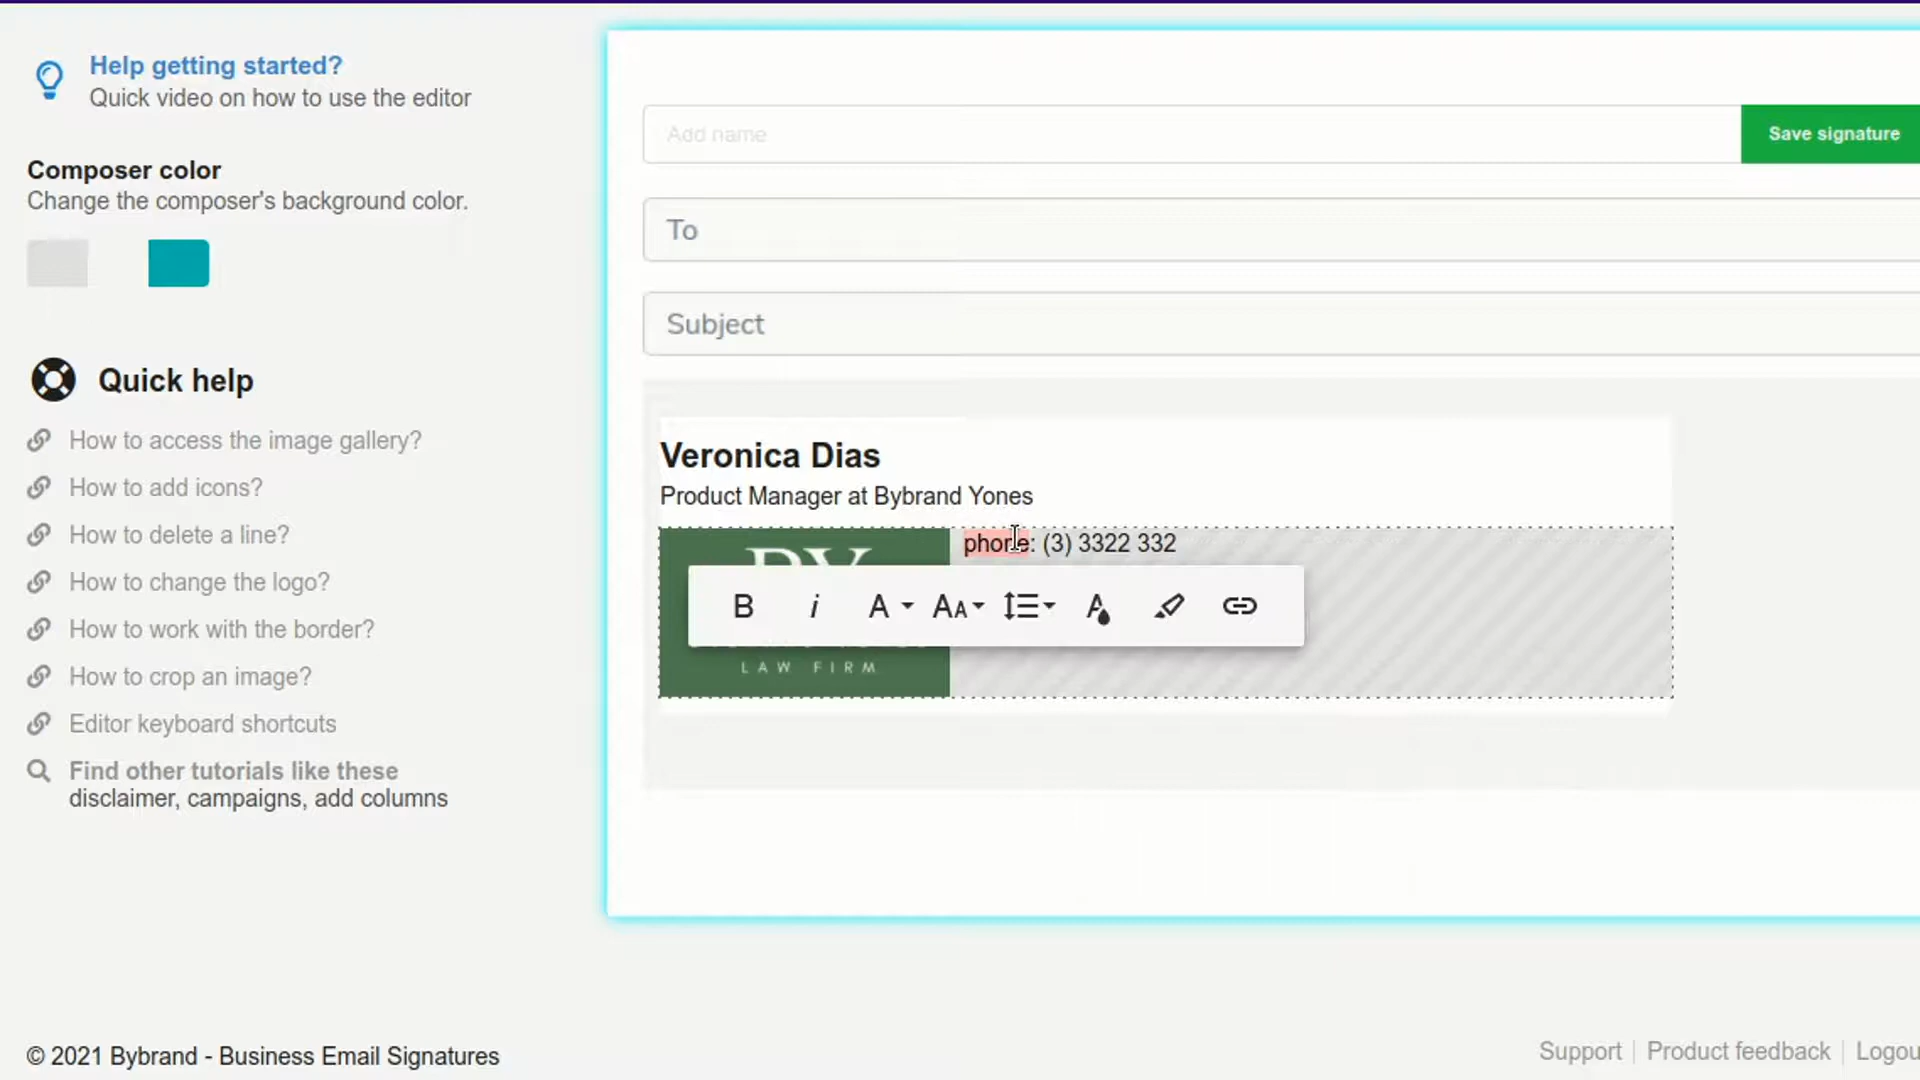 Help getting started?
Quick video on how to use the editor
Composer color
Change the composer's background color.
Quick help
How to access the image gallery?
How to add icons?
How to delete a line?
How to change the logo?
How to work with the border?
How to crop an image?
Editor keyboard shortcuts
Find other tutorials like these
disclaimer, campaigns, add columns
Add name
Save signature
To
Subject
Veronica Dias
Product Manager at Bybrand Yones
phone: (3) 3322 332
B i A AA A
LAW FIRM
© 2021 Bybrand - Business Email Signatures
Support Product feedback Logou